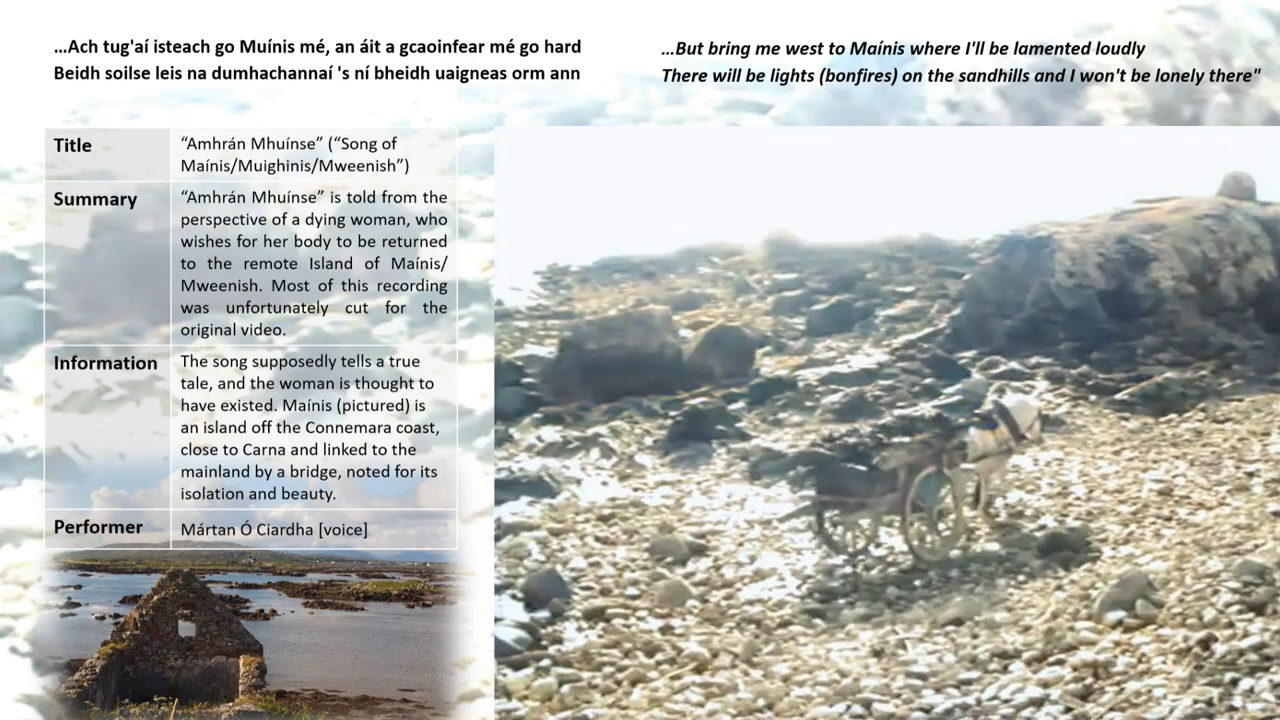 ...Ach tug'aí isteach go Muínis mé, an áit a gcaoinfear mé go hard
Beidh soilse leis na dumhachannaí 's ní bheidh uaigneas orm ann
...But bring me west to Maínis where I'll be lamented loudly
There will be lights (bonfires) on the sandhills and I won't be lonely there"
Title
“Amhrán Mhuínse” (“Song of
Maínis/Muighinis/Mweenish”)
Summary
“Amhrán Mhuínse” is told from the
perspective of a dying woman, who
wishes for her body to be returned
to the remote Island of Maínis/
Mweenish. Most of this recording
was unfortunately cut for the
original video.
Information
The song supposedly tells a true
tale, and the woman is thought to
have existed. Maínis (pictured) is
an island off the Connemara coast,
close to Carna and linked to the
mainland by a bridge, noted for its
isolation and beauty.
Performer
Mártan Ó Ciardha [voice]